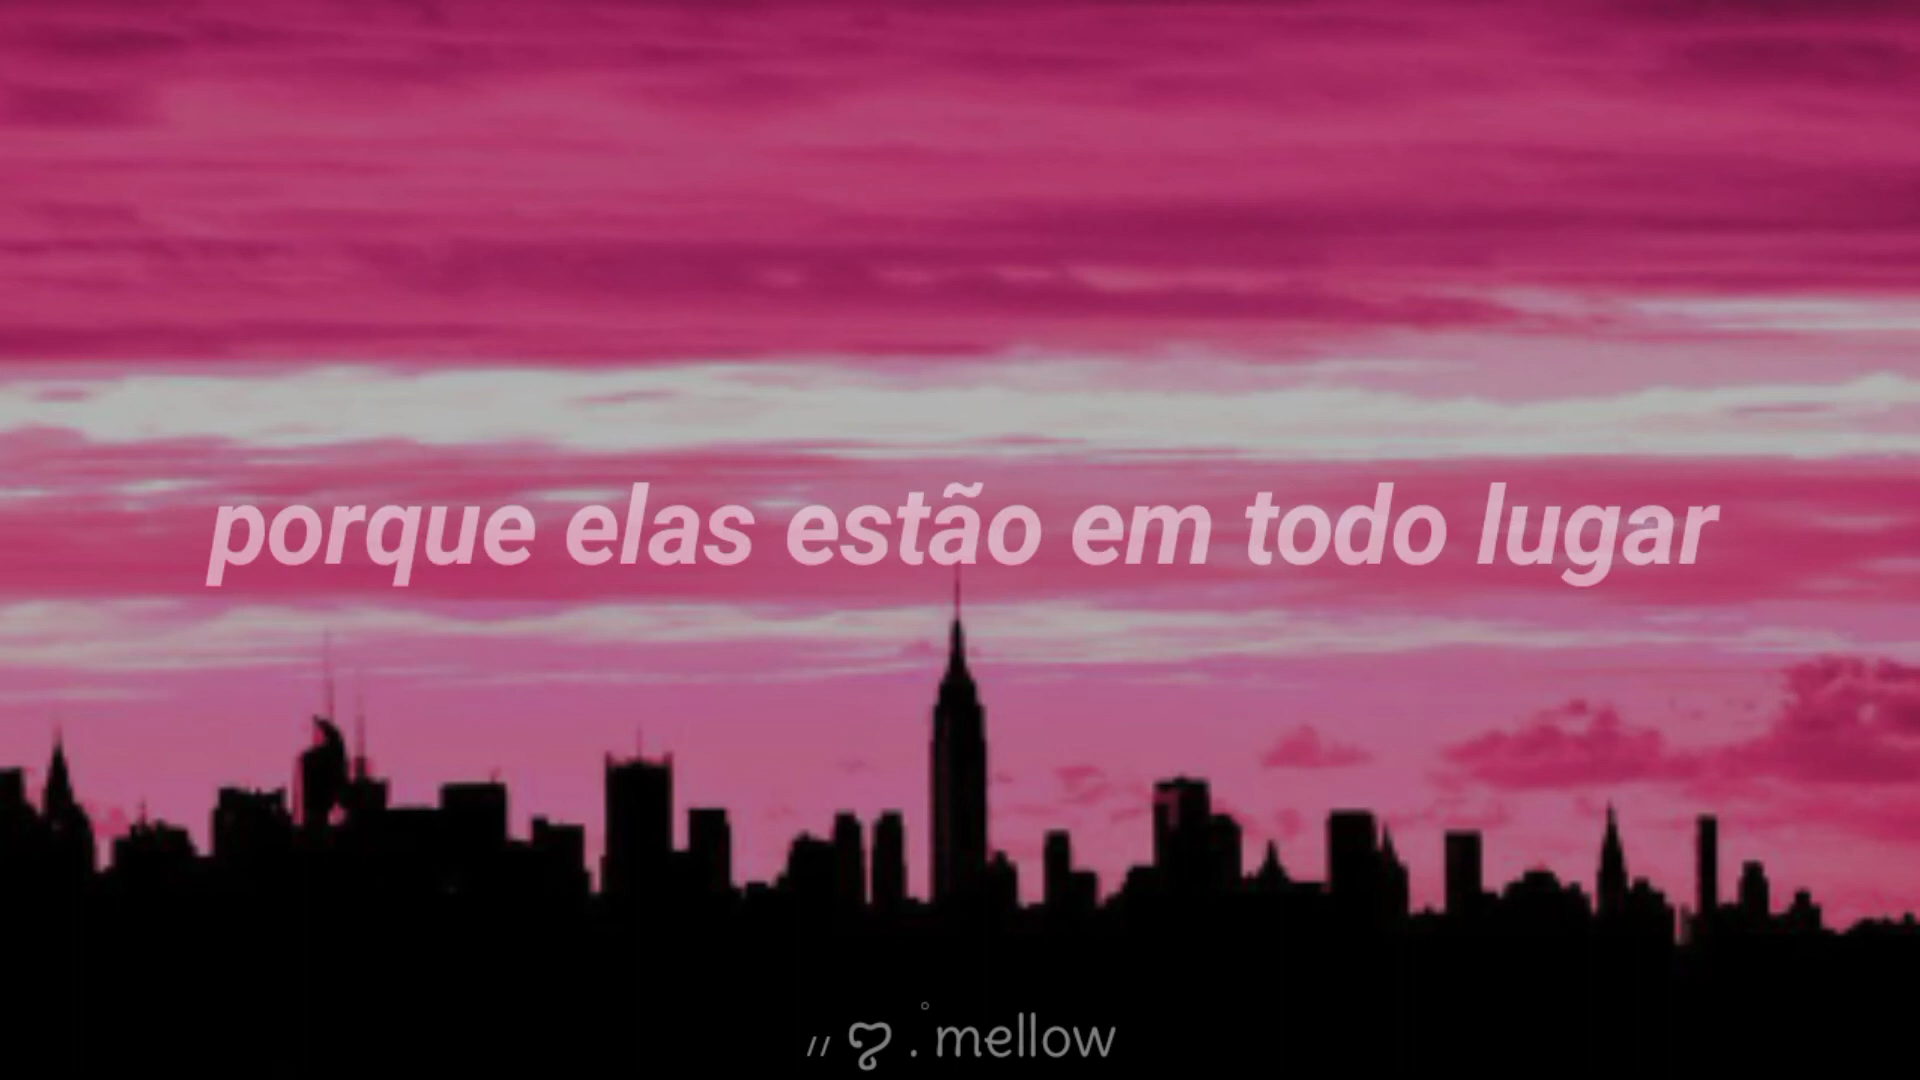 porque elas estão em todo lugar
// ღ . ˚mellow